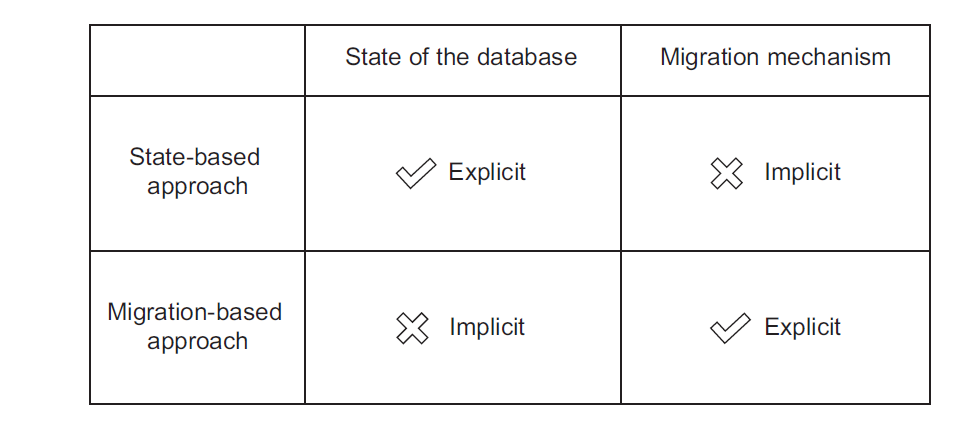 State of the database
Migration mechanism
State-based
approach
Explicit
Implicit
Migration-based
approach
Implicit
Explicit